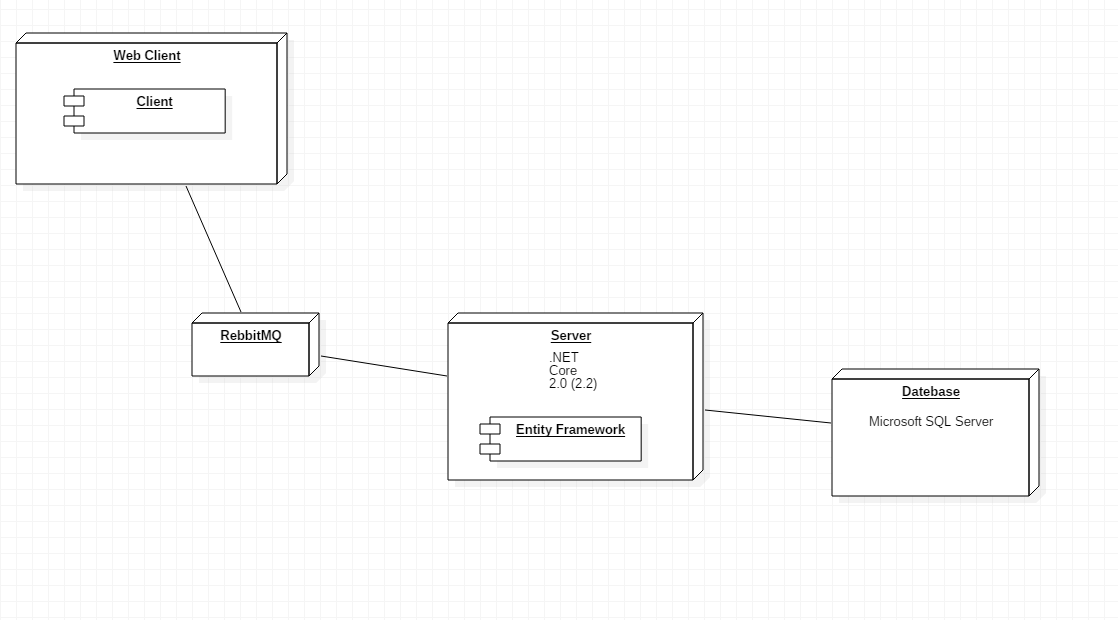 Web Client
Client
RebbitMQ
Server
.NET
Core
2.0 (2.2)
Entity Framework
Datebase
Microsoft SQL Server